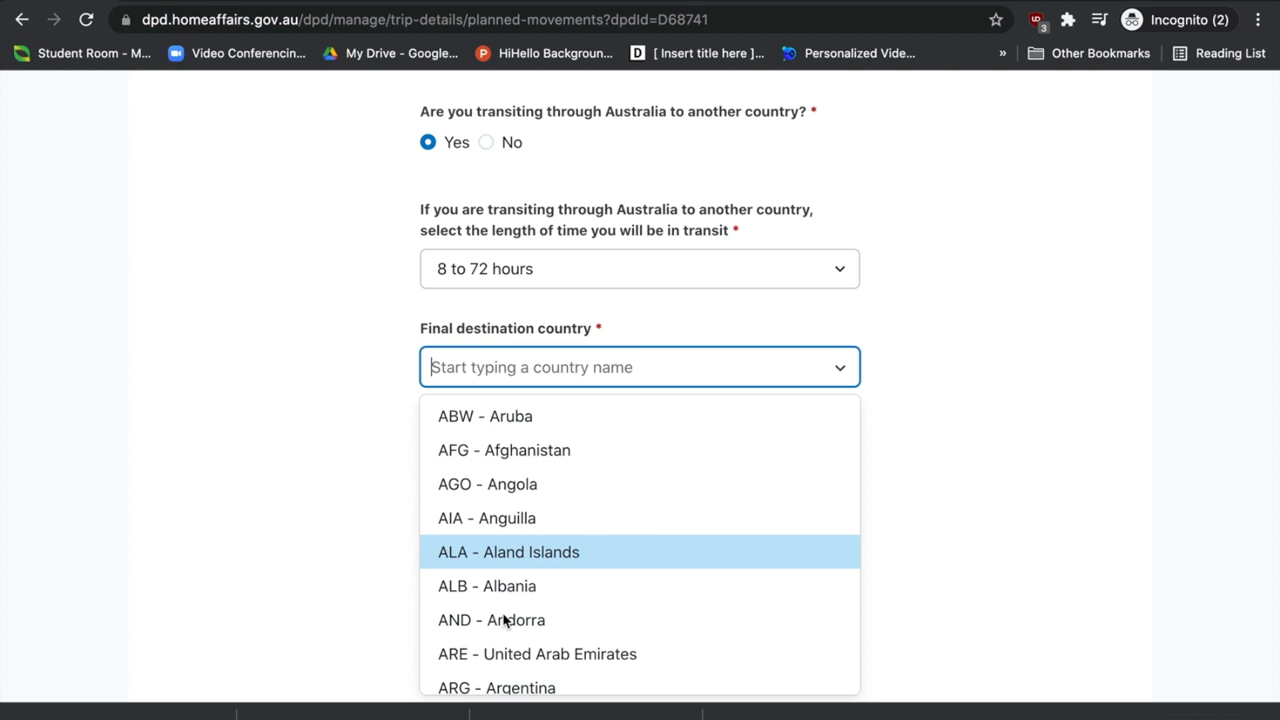 dpd.homeaffairs.gov.au/dpd/manage/trip-details/planned-movements?dpdId=D68741
3
Incognito (2)
Student Room - M...
Video Conferencin...
My Drive - Google...
P
HiHello Backgroun...
D
[ Insert title here ]...
Personalized Vide...
»
Other Bookmarks
Reading List
Are you transiting through Australia to another country? *
Yes
No
If you are transiting through Australia to another country,
select the length of time you will be in transit *
8 to 72 hours
Final destination country *
Start typing a country name
ABW - Aruba
AFG - Afghanistan
AGO - Angola
AIA - Anguilla
ALA - Aland Islands
ALB - Albania
AND - Andorra
ARE - United Arab Emirates
ARG - Argentina